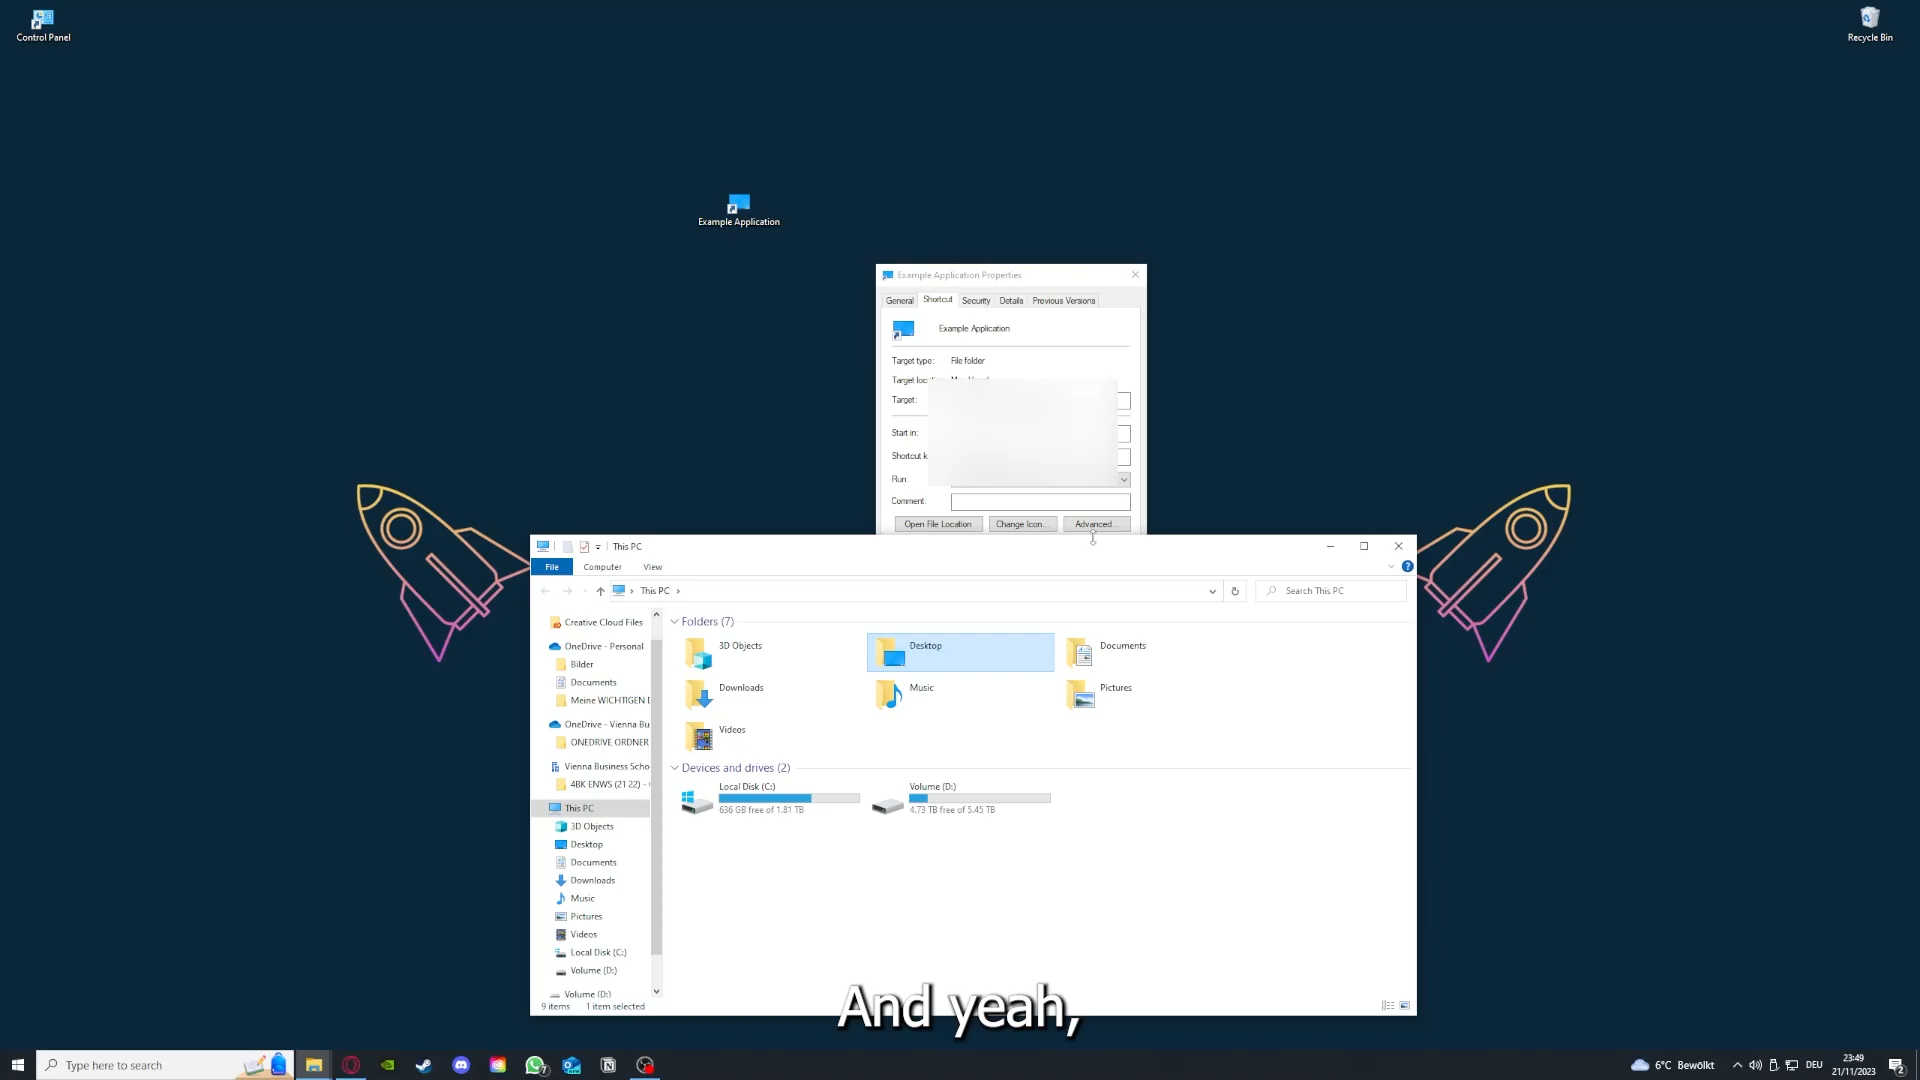 Control Panel
Recycle Bin
Example Application
Example Application Properties
General Shortcut Security Details Previous Versions
Example Application
Target type: File folder
Target
Target:
Start in:
Shortcut
Run:
Comment:
Open File Location Change Icon... Advanced...
This PC
File Computer View
This PC
Search This PC
Creative Cloud Files
OneDrive - Personal
Bilder
Documents
Meine WICHTIGEN
OneDrive - Vienna Bu
ONEDRIVE ORDNER
Vienna Business Scho
4BK ENWS (21 22) -
This PC
3D Objects
Desktop
Documents
Downloads
Music
Pictures
Videos
Local Disk (C:)
Volume (D:)
Volume (D:)
Folders (7)
3D Objects
Desktop
Documents
Downloads
Music
Pictures
Videos
Devices and drives (2)
Local Disk (C:)
636 GB free of 1.81 TB
Volume (D:)
4.73 TB free of 5.45 TB
9 items 1 item selected
And yeah,
Type here to search
7
6°C Bewölkt
DEU
23:49
21/11/2023
2